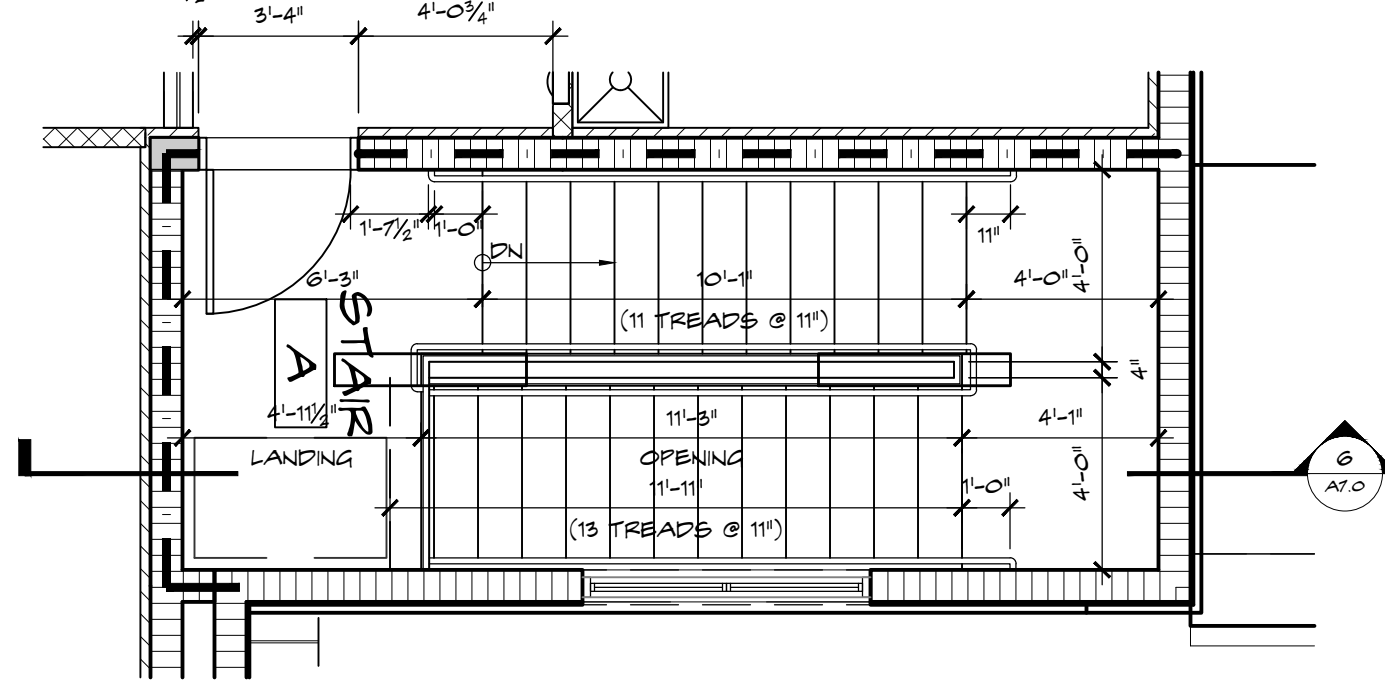 3'-4"
4'-0¾"
1'-7½"
1'-0"
11"
DN
6'-3"
10'-1"
4'-0"
4'-0"
(11 TREADS @ 11")
STAIR
A
4"
4'-11½"
11'-3"
4'-1"
LANDING
OPENING
11'-11"
1'-0"
4'-0"
(13 TREADS @ 11")
6
A7.0